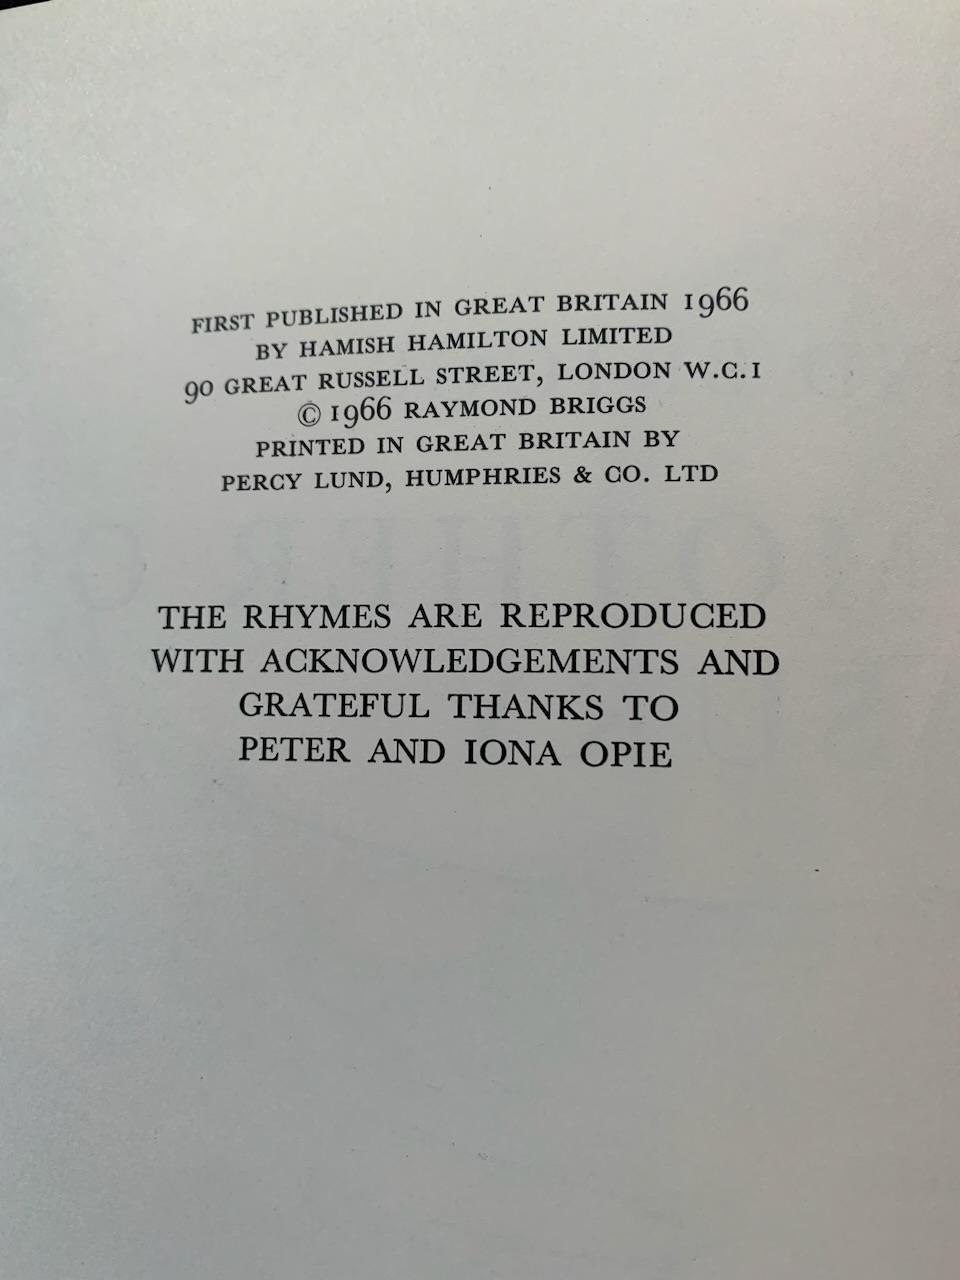 FIRST PUBLISHED IN GREAT BRITAIN 1966
BY HAMISH HAMILTON LIMITED
90 GREAT RUSSELL STREET, LONDON W.C.1
© 1966 RAYMOND BRIGGS
PRINTED IN GREAT BRITAIN BY
PERCY LUND, HUMPHRIES & CO. LTD
THE RHYMES ARE REPRODUCED
WITH ACKNOWLEDGEMENTS AND
GRATEFUL THANKS TO
PETER AND IONA OPIE